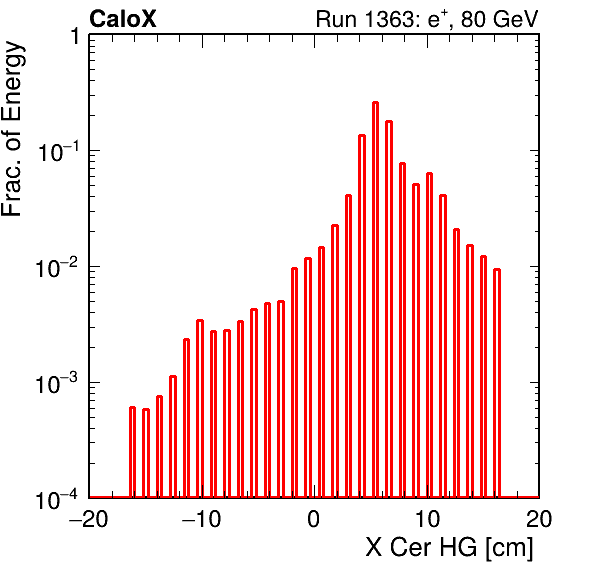 CaloX Run 1363: e⁺, 80 GeV
Frac. of Energy
1
10⁻¹
10⁻²
10⁻³
10⁻⁴
−20 −10 0 10 20
X Cer HG [cm]